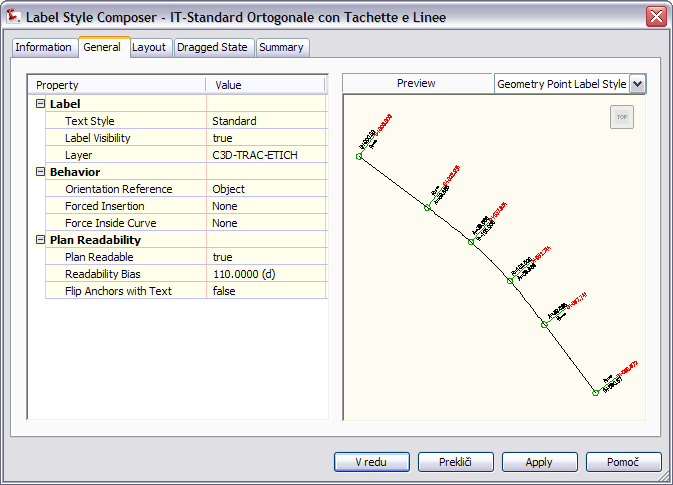 Label Style Composer - IT-Standard Ortogonale con Tachette e Linee
Information General Layout Dragged State Summary
Property Value
Label
Text Style Standard
Label Visibility true
Layer C3D-TRAC-ETICH
Behavior
Orientation Reference Object
Forced Insertion None
Force Inside Curve None
Plan Readability
Plan Readable true
Readability Bias 110.0000 (d)
Flip Anchors with Text false
Preview Geometry Point Label Style
TOP
V redu Prekliči Apply Pomoč